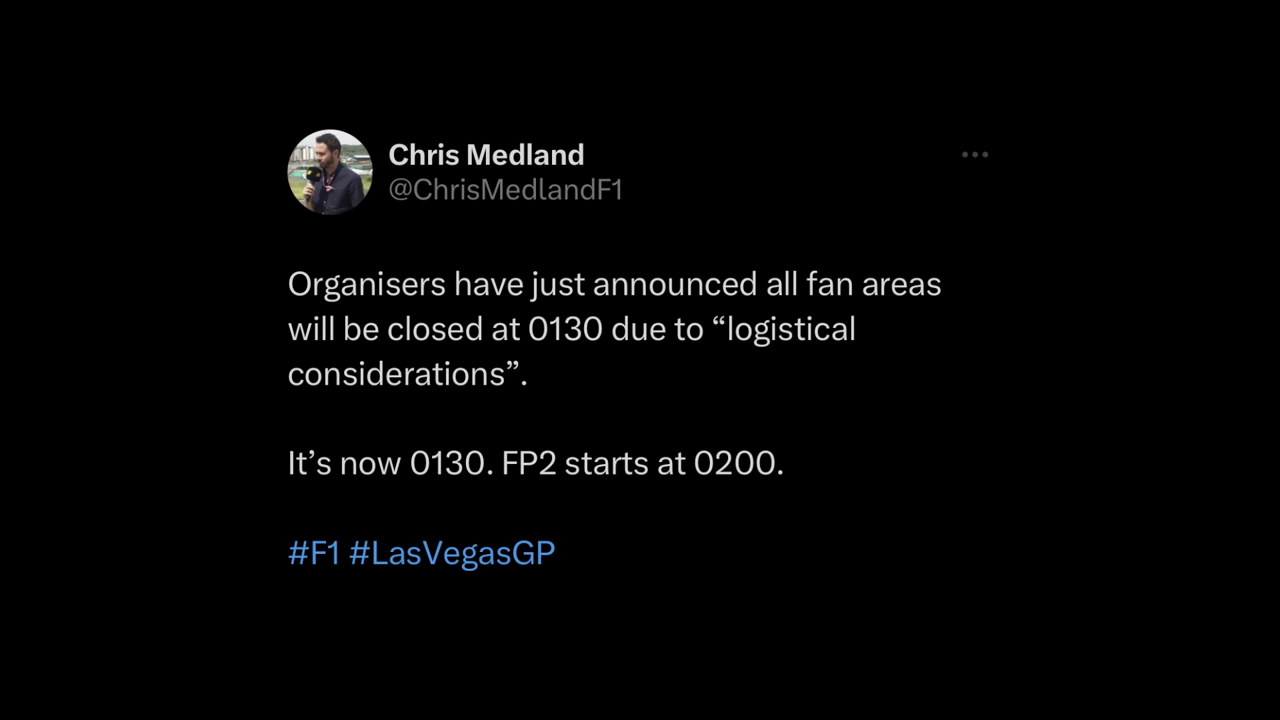 Chris Medland
@ChrisMedlandF1
Organisers have just announced all fan areas
will be closed at 0130 due to “logistical
considerations”.
It’s now 0130. FP2 starts at 0200.
#F1 #LasVegasGP